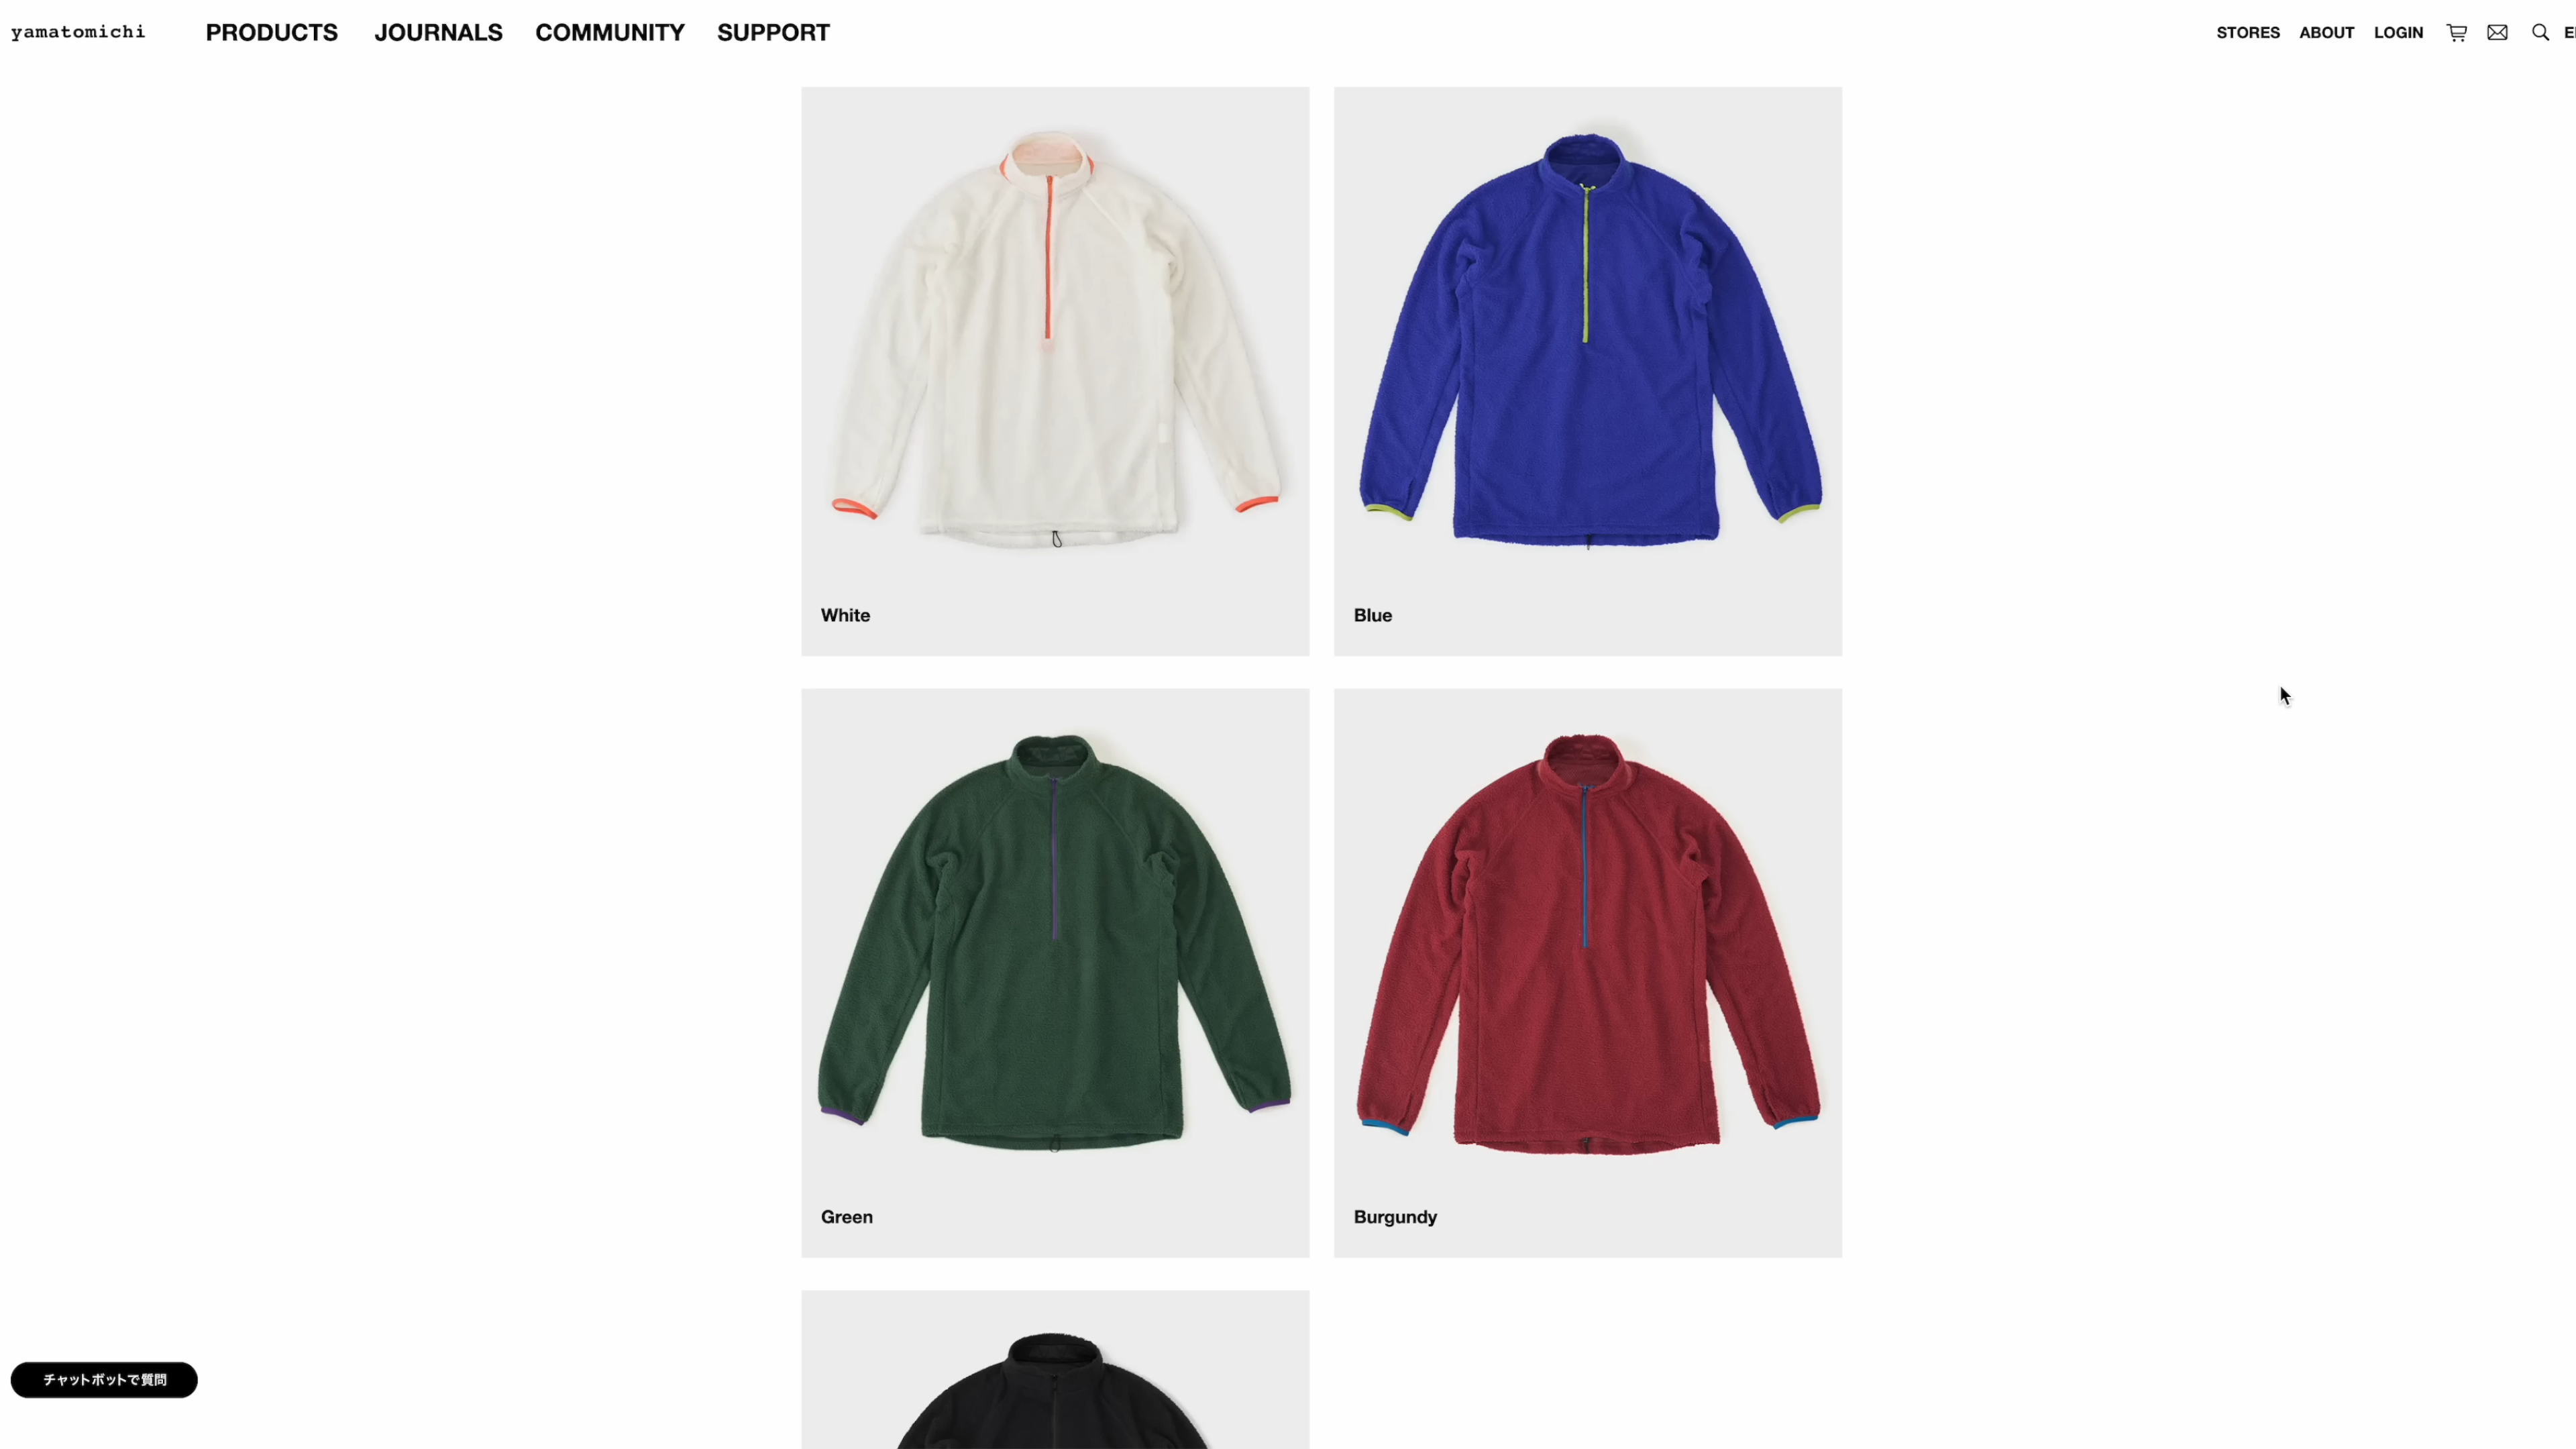 yamatomichi PRODUCTS JOURNALS COMMUNITY SUPPORT STORES ABOUT LOGIN
White
Blue
Green
Burgundy
チャットボットで質問